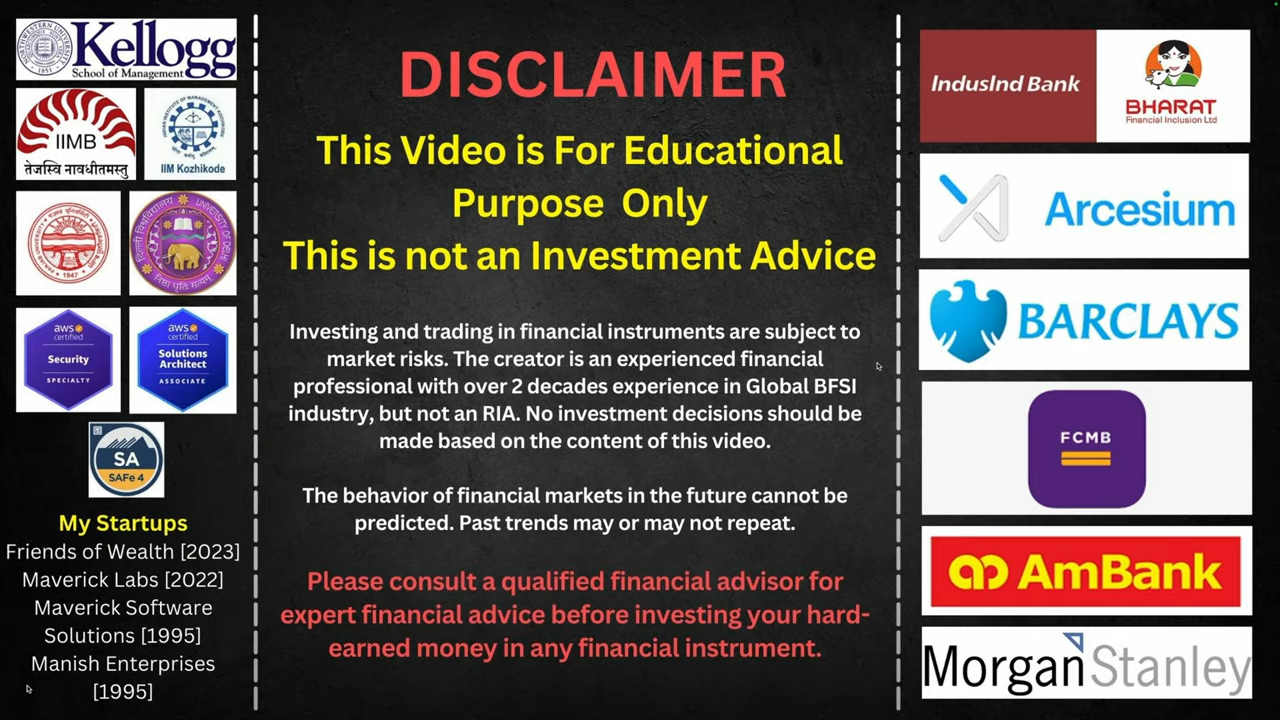 Kellogg
School of Management
IIMB
तेजस्वि नावधीतमस्तु
IIM Kozhikode
1947
UNIVERSITY OF DELHI
aws
certified
Security
SPECIALTY
aws
certified
Solutions
Architect
ASSOCIATE
SA
SAFe 4
My Startups
Friends of Wealth [2023]
Maverick Labs [2022]
Maverick Software
Solutions [1995]
Manish Enterprises
[1995]
DISCLAIMER
This Video is For Educational
Purpose Only
This is not an Investment Advice
Investing and trading in financial instruments are subject to
market risks. The creator is an experienced financial
professional with over 2 decades experience in Global BFSI
industry, but not an RIA. No investment decisions should be
made based on the content of this video.
The behavior of financial markets in the future cannot be
predicted. Past trends may or may not repeat.
Please consult a qualified financial advisor for
expert financial advice before investing your hard-
earned money in any financial instrument.
IndusInd Bank
BHARAT
Financial Inclusion Ltd
Arcesium
BARCLAYS
FCMB
AmBank
Morgan Stanley